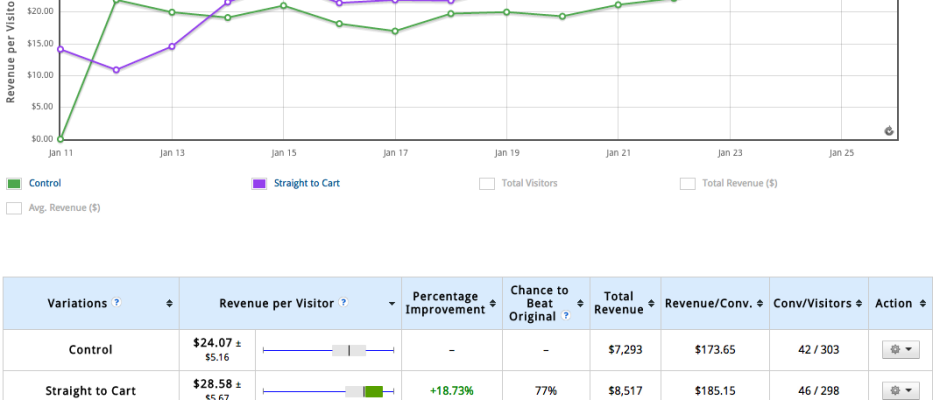 $20.00
$15.00
$10.00
$5.00
$0.00
Revenue per Visito
Jan 11 Jan 13 Jan 15 Jan 17 Jan 19 Jan 21 Jan 23 Jan 25
Control Straight to Cart Total Visitors Total Revenue ($)
Avg. Revenue ($)
Variations ? Revenue per Visitor ? Percentage Improvement Chance to Beat Original ? Total Revenue Revenue/Conv. Conv/Visitors Action
Control $24.07 ± $5.16 – – $7,293 $173.65 42 / 303
Straight to Cart $28.58 ± $5.67 +18.73% 77% $8,517 $185.15 46 / 298